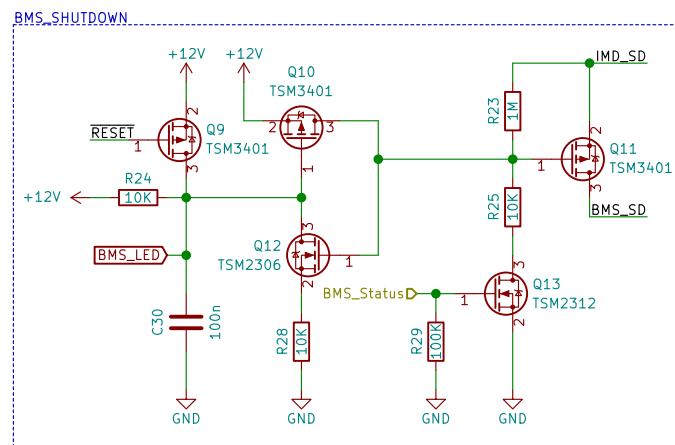 BMS_SHUTDOWN
+12V
+12V
IMD_SD
Q10
TSM3401
2
2
3
R23
1M
2
RESET
1
Q9
TSM3401
3
1
Q11
TSM3401
1
3
+12V
R24
10K
R25
10K
BMS_SD
BMS_LED
Q12
TSM2306
3
1
2
3
Q13
TSM2312
BMS_Status
1
2
C30
100n
R28
10K
R29
100K
GND
GND
GND
GND